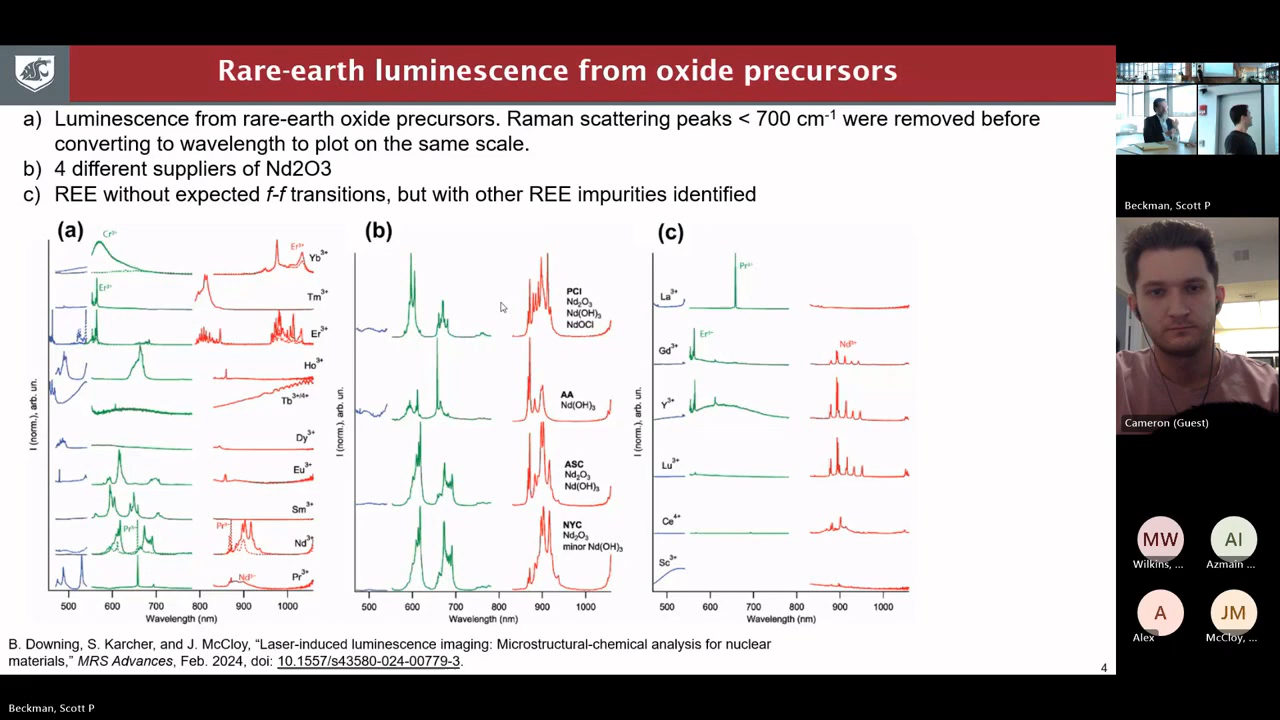 Rare-earth luminescence from oxide precursors
a) Luminescence from rare-earth oxide precursors. Raman scattering peaks < 700 cm-1 were removed before
converting to wavelength to plot on the same scale.
b) 4 different suppliers of Nd2O3
c) REE without expected f-f transitions, but with other REE impurities identified
(a)
Cr3+
Er3+
Yb3+
Er3+
Tm3+
Er3+
Ho3+
Tb3+/4+
Dy3+
Eu3+
Sm3+
Pr3+
Pr3+
Nd3+
Nd3+
Pr3+
I (norm.), arb. un.
500 600 700 800 900 1000
Wavelength (nm)
(b)
PCI
Nd2O3
Nd(OH)3
NdOCl
AA
Nd(OH)3
ASC
Nd2O3
Nd(OH)3
NYC
Nd2O3
minor Nd(OH)3
I (norm.), arb. un.
500 600 700 800 900 1000
Wavelength (nm)
(c)
Pr3+
La3+
Er3+
Nd3+
Gd3+
Y3+
Lu3+
Ce4+
Sc3+
I (norm.), arb. un.
500 600 700 800 900 1000
Wavelength (nm)
B. Downing, S. Karcher, and J. McCloy, “Laser-induced luminescence imaging: Microstructural-chemical analysis for nuclear
materials,” MRS Advances, Feb. 2024, doi: 10.1557/s43580-024-00779-3.
4
Beckman, Scott P
Cameron (Guest)
MW
AI
Wilkins, ...
Azmain ...
A
JM
Alex
McCloy, ...
Beckman, Scott P